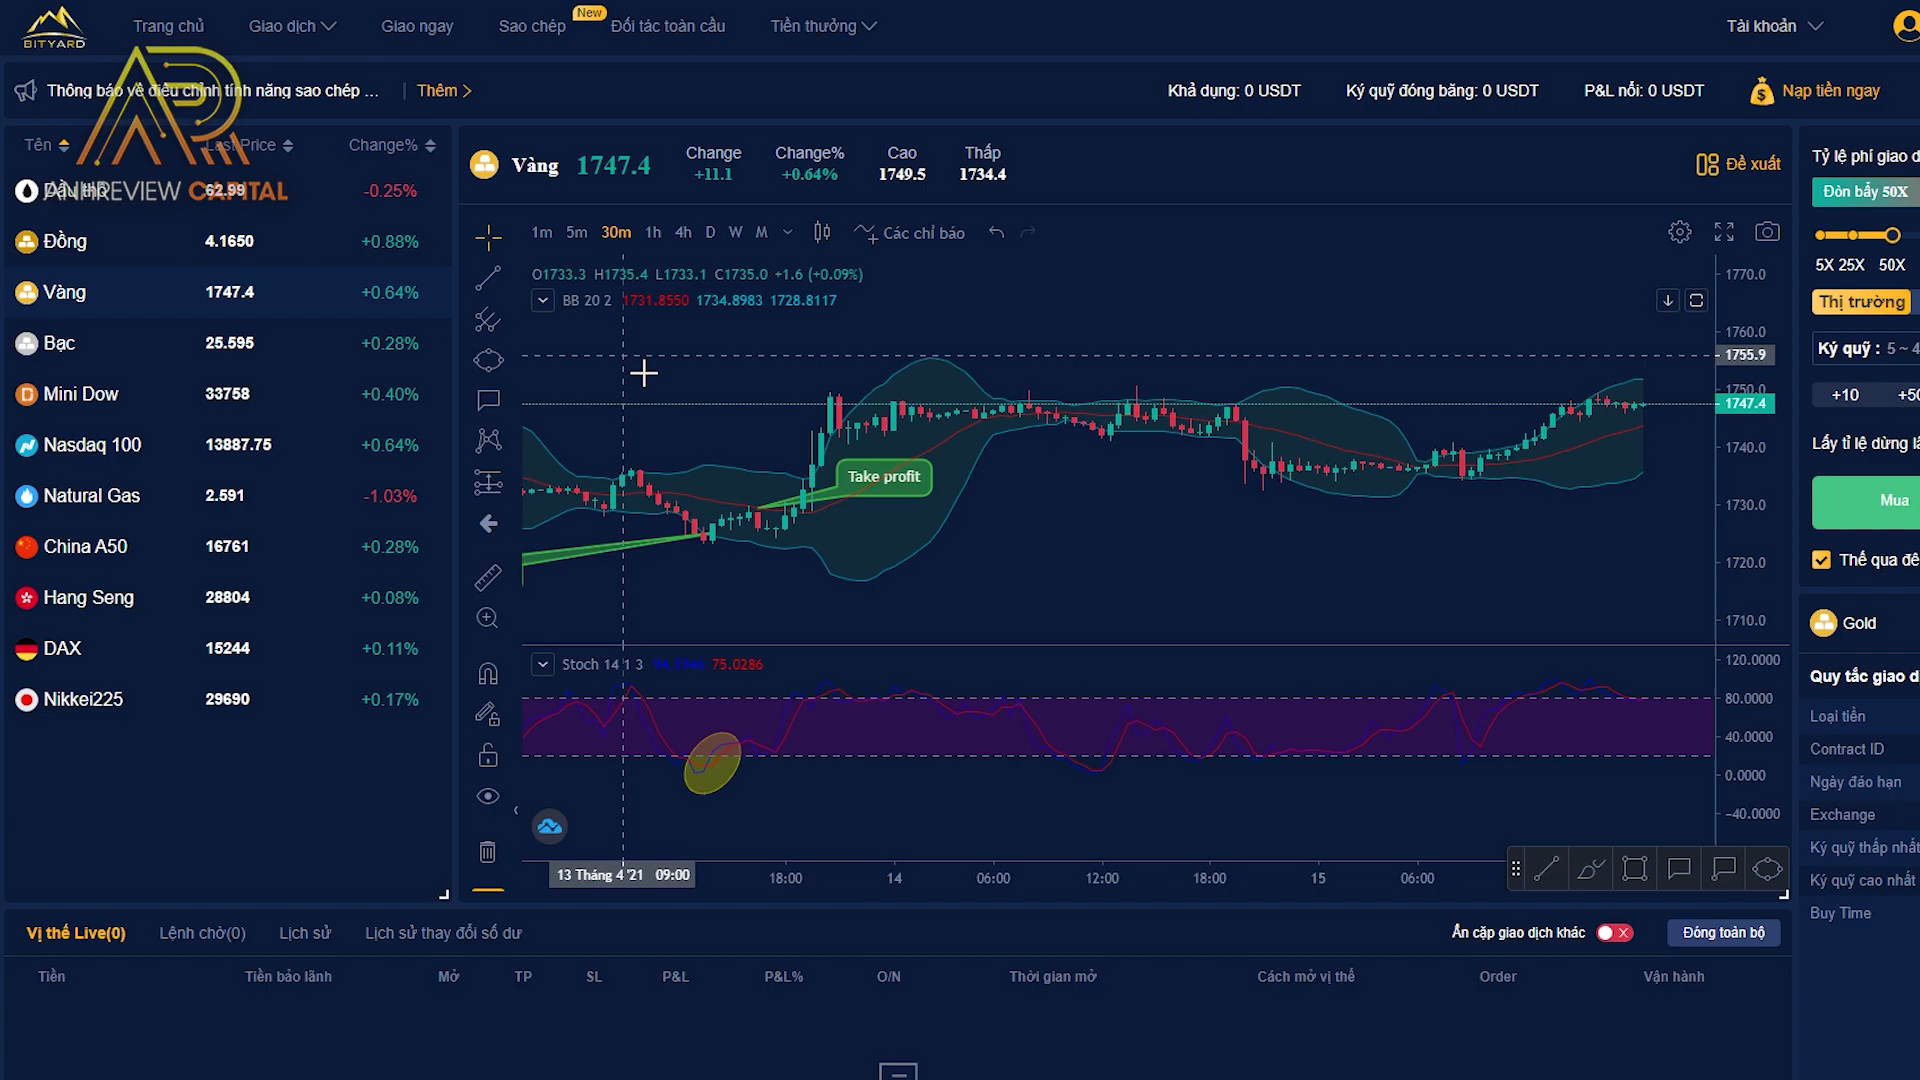 BITYARD
Trang chủ
Giao dịch
Giao ngay
Sao chép
New
Đối tác toàn cầu
Tiền thưởng
Tài khoản
Thông báo về điều chỉnh tính năng sao chép ...
Thêm
Khả dụng: 0 USDT
Ký quỹ đóng băng: 0 USDT
P&L nổi: 0 USDT
Nạp tiền ngay
ANHREVIEW CAPITAL
Tên Last Price Change%
Dầu thô 62.99 -0.25%
Đồng 4.1650 +0.88%
Vàng 1747.4 +0.64%
Bạc 25.595 +0.28%
Mini Dow 33758 +0.40%
Nasdaq 100 13887.75 +0.64%
Natural Gas 2.591 -1.03%
China A50 16761 +0.28%
Hang Seng 28804 +0.08%
DAX 15244 +0.11%
Nikkei225 29690 +0.17%
Vàng 1747.4
Change Change% Cao Thấp
+11.1 +0.64% 1749.5 1734.4
Đề xuất
1m 5m 30m 1h 4h D W M
Các chỉ báo
O1733.3 H1735.4 L1733.1 C1735.0 +1.6 (+0.09%)
BB 20 2 1731.8550 1734.8983 1728.8117
Take profit
1770.0
1760.0
1755.9
1750.0
1747.4
1740.0
1730.0
1720.0
1710.0
Stoch 14 1 3 75.0286
120.0000
80.0000
40.0000
0.0000
-40.0000
13 Tháng 4 '21 09:00
18:00
14
06:00
12:00
18:00
15
06:00
Tỷ lệ phí giao d
Đòn bẩy 50X
5X 25X 50X
Thị trường
Ký quỹ : 5 ~ 4
+10 +50
Lấy tỉ lệ dừng lã
Mua
Thế qua đê
Gold
Quy tắc giao dị
Loại tiền
Contract ID
Ngày đáo hạn
Exchange
Ký quỹ thấp nhất
Ký quỹ cao nhất
Buy Time
Vị thế Live(0)
Lệnh chờ(0)
Lịch sử
Lịch sử thay đổi số dư
Ẩn cặp giao dịch khác
Đóng toàn bộ
Tiền
Tiền bảo lãnh
Mở
TP
SL
P&L
P&L%
O/N
Thời gian mở
Cách mở vị thế
Order
Vận hành